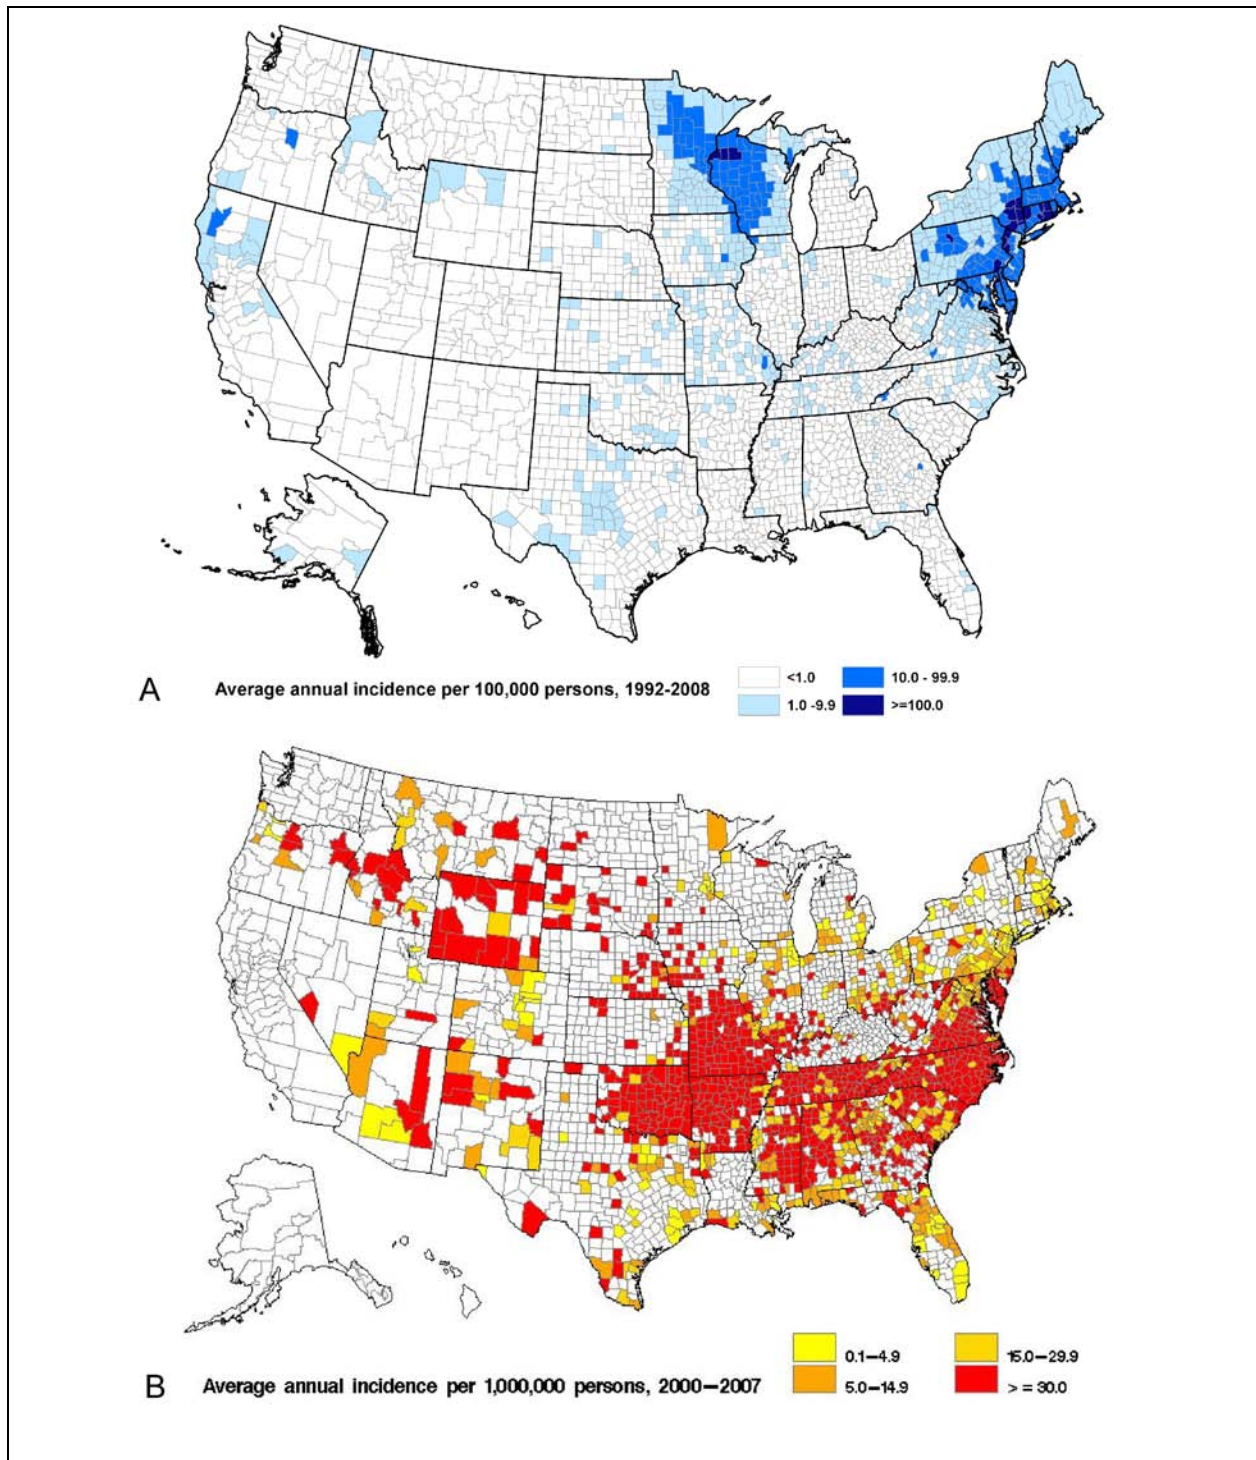 A Average annual incidence per 100,000 persons, 1992-2008
<1.0
10.0 - 99.9
1.0 -9.9
>=100.0
B Average annual incidence per 1,000,000 persons, 2000—2007
0.1—4.9
15.0—29.9
5.0—14.9
> = 30.0